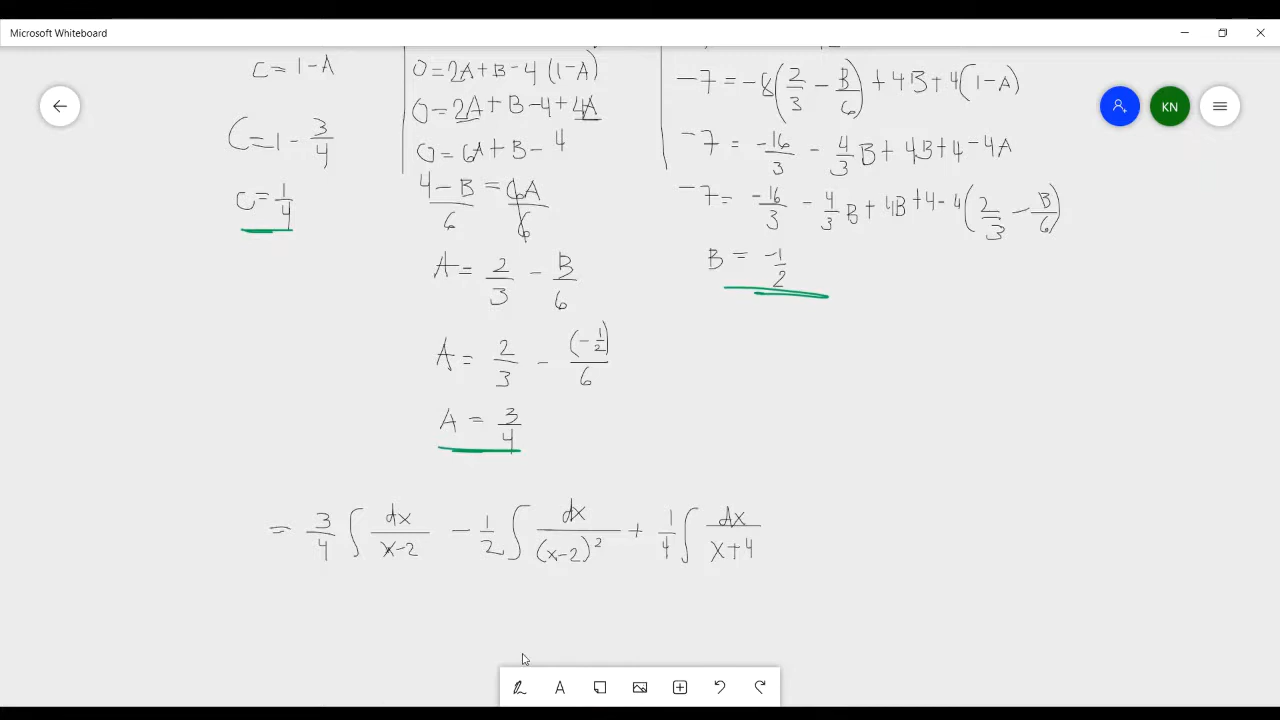 Microsoft Whiteboard
KN
C = 1 - A
C = 1 - 3/4
C = 1/4
0 = 2A + B - 4 (1 - A)
0 = 2A + B - 4 + 4A
0 = 6A + B - 4
4 - B / 6 = 6A / 6
A = 2/3 - B/6
A = 2/3 - (-1/2)/6
A = 3/4
-7 = -8(2/3 - B/6) + 4B + 4(1 - A)
-7 = -16/3 - 4/3 B + 4B + 4 - 4A
-7 = -16/3 - 4/3 B + 4B + 4 - 4(2/3 - B/6)
B = -1/2
= 3/4 ∫ dx/(x-2) - 1/2 ∫ dx/(x-2)² + 1/4 ∫ dx/(x+4)
A